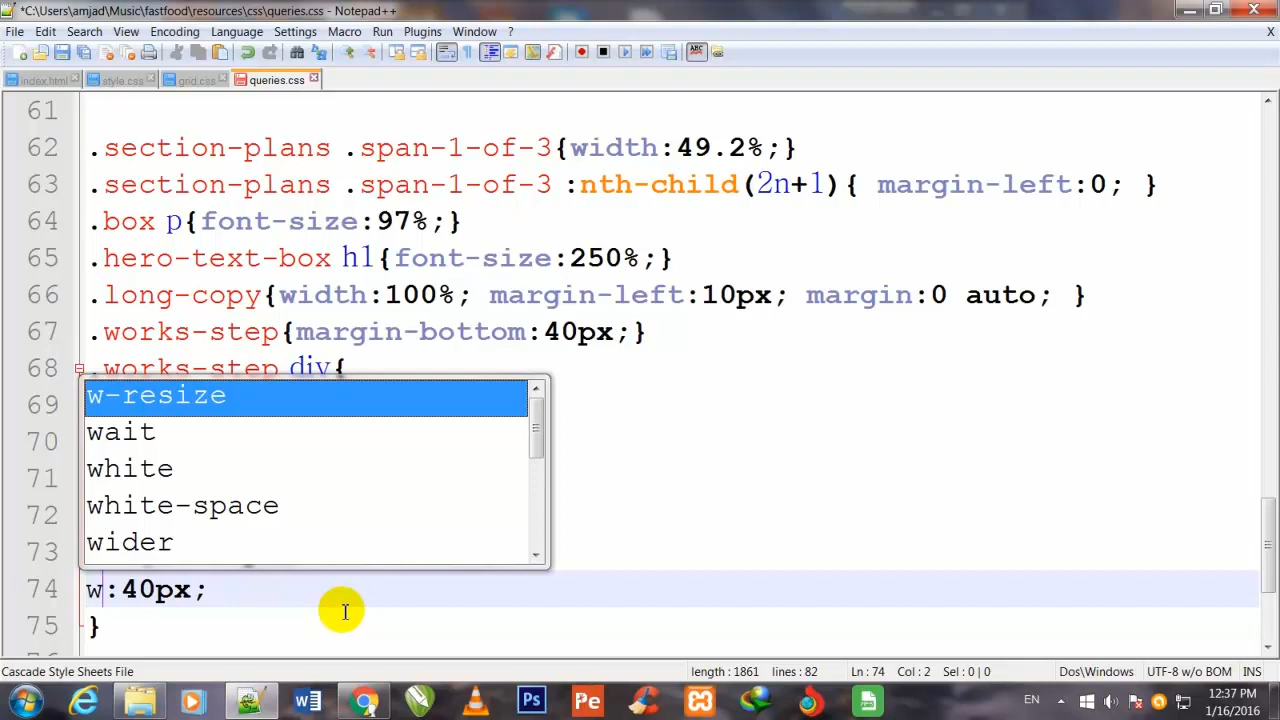 *C:\Users\amjad\Music\fastfood\resources\css\queries.css - Notepad++
File Edit Search View Encoding Language Settings Macro Run Plugins Window ? X
index.html style.css grid.css queries.css
61
62 .section-plans .span-1-of-3{width:49.2%;}
63 .section-plans .span-1-of-3 :nth-child(2n+1){ margin-left:0; }
64 .box p{font-size:97%;}
65 .hero-text-box h1{font-size:250%;}
66 .long-copy{width:100%; margin-left:10px; margin:0 auto; }
67 .works-step{margin-bottom:40px;}
68 .works-step div{
69 w-resize
70 wait
71 white
72 white-space
73 wider
74 w:40px;
75 }
Cascade Style Sheets File length : 1861 lines : 82 Ln : 74 Col : 2 Sel : 0 | 0 Dos\Windows UTF-8 w/o BOM INS
W Ps Pe EN 12:37 PM
1/16/2016